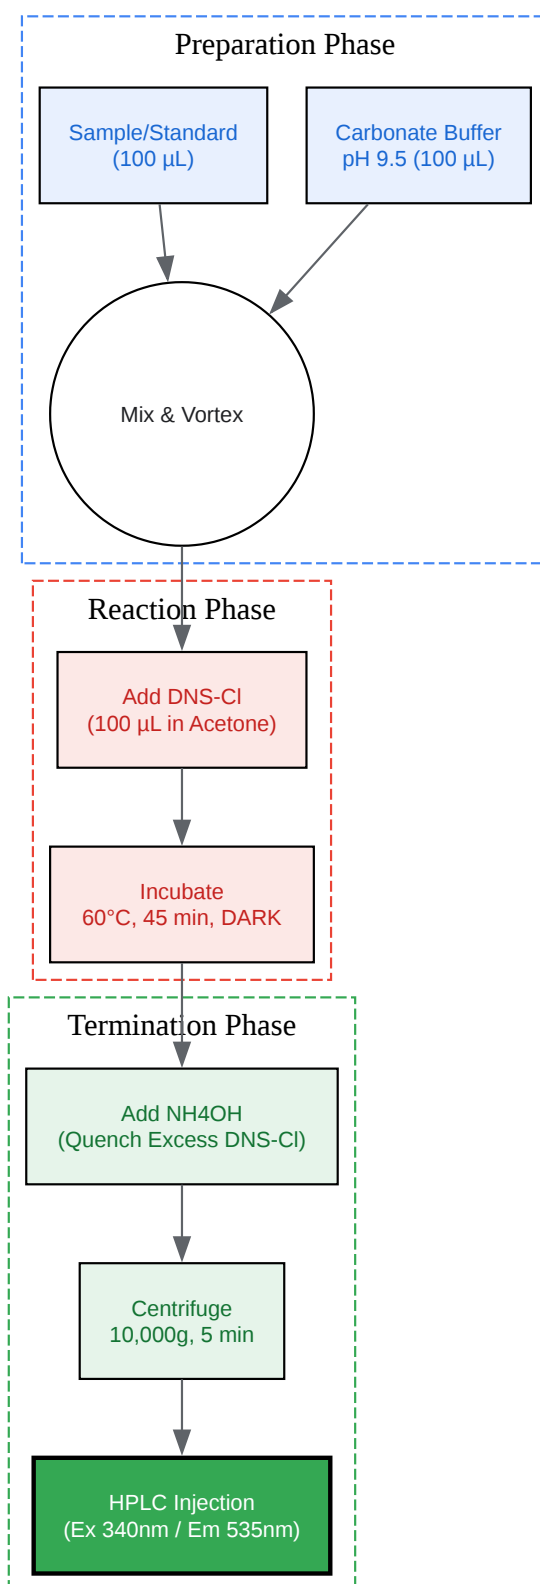 Preparation Phase
Sample/Standard
(100 µL)
Carbonate Buffer
pH 9.5 (100 µL)
Mix & Vortex
Reaction Phase
Add DNS-Cl
(100 µL in Acetone)
Incubate
60°C, 45 min, DARK
Termination Phase
Add NH4OH
(Quench Excess DNS-Cl)
Centrifuge
10,000g, 5 min
HPLC Injection
(Ex 340nm / Em 535nm)